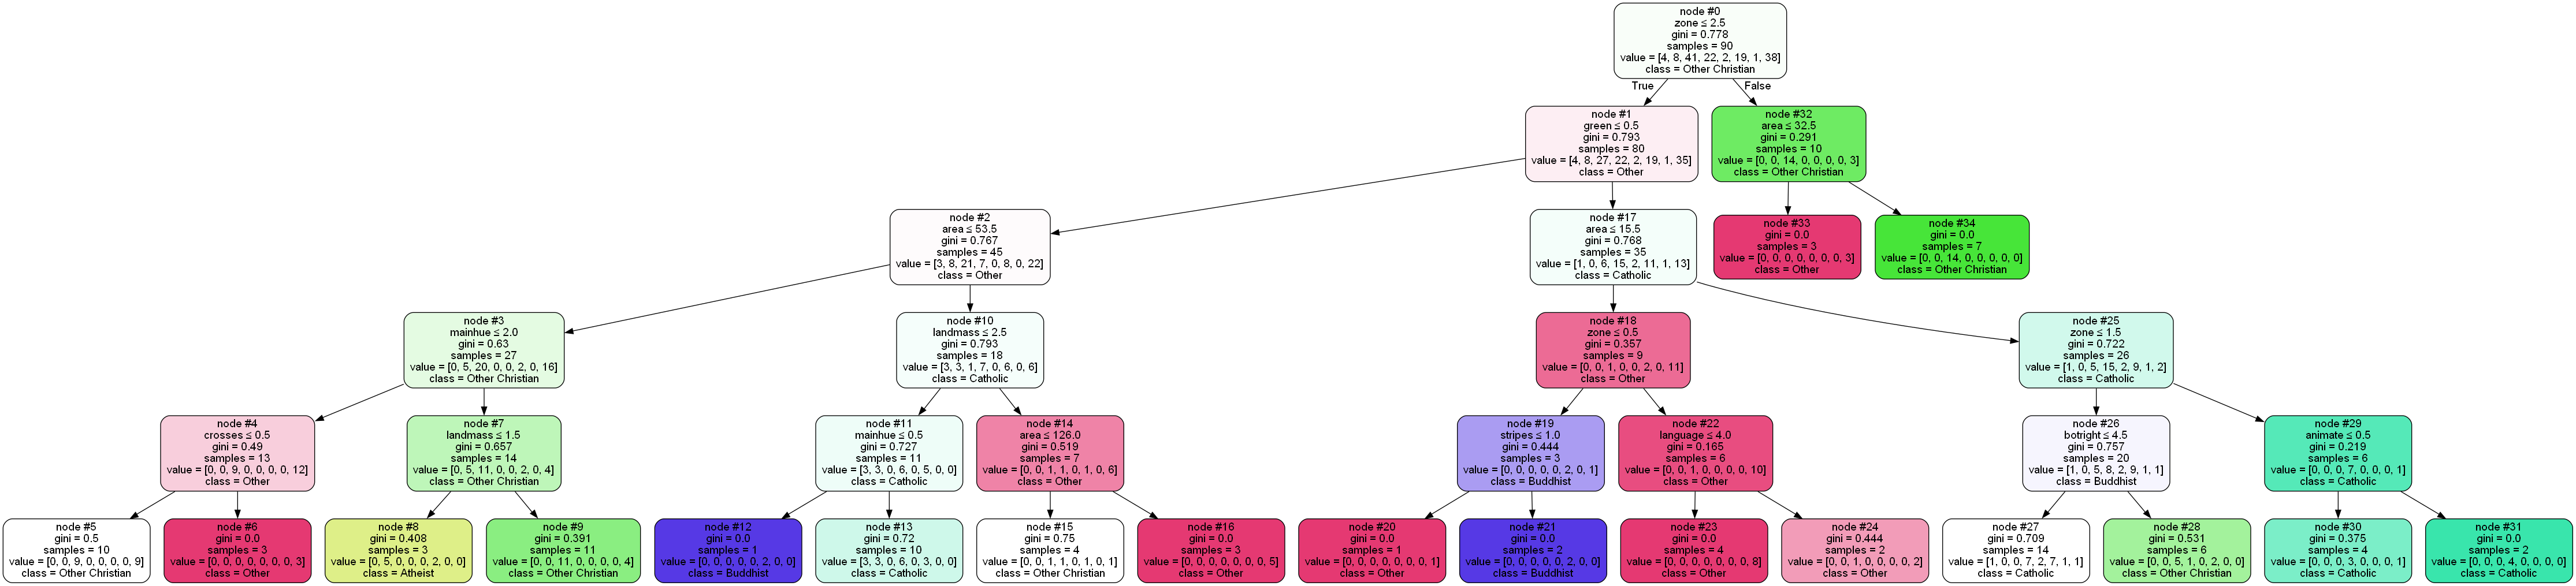 node #0
zone ≤ 2.5
gini = 0.778
samples = 90
value = [4, 8, 41, 22, 2, 19, 1, 38]
class = Other Christian
True
False
node #1
green ≤ 0.5
gini = 0.793
samples = 80
value = [4, 8, 27, 22, 2, 19, 1, 35]
class = Other
node #32
area ≤ 32.5
gini = 0.291
samples = 10
value = [0, 0, 14, 0, 0, 0, 0, 3]
class = Other Christian
node #2
area ≤ 53.5
gini = 0.767
samples = 45
value = [3, 8, 21, 7, 0, 8, 0, 22]
class = Other
node #17
area ≤ 15.5
gini = 0.768
samples = 35
value = [1, 0, 6, 15, 2, 11, 1, 13]
class = Catholic
node #33
gini = 0.0
samples = 3
value = [0, 0, 0, 0, 0, 0, 0, 3]
class = Other
node #34
gini = 0.0
samples = 7
value = [0, 0, 14, 0, 0, 0, 0, 0]
class = Other Christian
node #3
mainhue ≤ 2.0
gini = 0.63
samples = 27
value = [0, 5, 20, 0, 0, 2, 0, 16]
class = Other Christian
node #10
landmass ≤ 2.5
gini = 0.793
samples = 18
value = [3, 3, 1, 7, 0, 6, 0, 6]
class = Catholic
node #18
zone ≤ 0.5
gini = 0.357
samples = 9
value = [0, 0, 1, 0, 0, 2, 0, 11]
class = Other
node #25
zone ≤ 1.5
gini = 0.722
samples = 26
value = [1, 0, 5, 15, 2, 9, 1, 2]
class = Catholic
node #4
crosses ≤ 0.5
gini = 0.49
samples = 13
value = [0, 0, 9, 0, 0, 0, 0, 12]
class = Other
node #7
landmass ≤ 1.5
gini = 0.657
samples = 14
value = [0, 5, 11, 0, 0, 2, 0, 4]
class = Other Christian
node #11
mainhue ≤ 0.5
gini = 0.727
samples = 11
value = [3, 3, 0, 6, 0, 5, 0, 0]
class = Catholic
node #14
area ≤ 126.0
gini = 0.519
samples = 7
value = [0, 0, 1, 1, 0, 1, 0, 6]
class = Other
node #19
stripes ≤ 1.0
gini = 0.444
samples = 3
value = [0, 0, 0, 0, 0, 2, 0, 1]
class = Buddhist
node #22
language ≤ 4.0
gini = 0.165
samples = 6
value = [0, 0, 1, 0, 0, 0, 0, 10]
class = Other
node #26
botright ≤ 4.5
gini = 0.757
samples = 20
value = [1, 0, 5, 8, 2, 9, 1, 1]
class = Buddhist
node #29
animate ≤ 0.5
gini = 0.219
samples = 6
value = [0, 0, 0, 7, 0, 0, 0, 1]
class = Catholic
node #5
gini = 0.5
samples = 10
value = [0, 0, 9, 0, 0, 0, 0, 9]
class = Other Christian
node #6
gini = 0.0
samples = 3
value = [0, 0, 0, 0, 0, 0, 0, 3]
class = Other
node #8
gini = 0.408
samples = 3
value = [0, 5, 0, 0, 0, 2, 0, 0]
class = Atheist
node #9
gini = 0.391
samples = 11
value = [0, 0, 11, 0, 0, 0, 0, 4]
class = Other Christian
node #12
gini = 0.0
samples = 1
value = [0, 0, 0, 0, 0, 2, 0, 0]
class = Buddhist
node #13
gini = 0.72
samples = 10
value = [3, 3, 0, 6, 0, 3, 0, 0]
class = Catholic
node #15
gini = 0.75
samples = 4
value = [0, 0, 1, 1, 0, 1, 0, 1]
class = Other Christian
node #16
gini = 0.0
samples = 3
value = [0, 0, 0, 0, 0, 0, 0, 5]
class = Other
node #20
gini = 0.0
samples = 1
value = [0, 0, 0, 0, 0, 0, 0, 1]
class = Other
node #21
gini = 0.0
samples = 2
value = [0, 0, 0, 0, 0, 2, 0, 0]
class = Buddhist
node #23
gini = 0.0
samples = 4
value = [0, 0, 0, 0, 0, 0, 0, 8]
class = Other
node #24
gini = 0.444
samples = 2
value = [0, 0, 1, 0, 0, 0, 0, 2]
class = Other
node #27
gini = 0.709
samples = 14
value = [1, 0, 0, 7, 2, 7, 1, 1]
class = Catholic
node #28
gini = 0.531
samples = 6
value = [0, 0, 5, 1, 0, 2, 0, 0]
class = Other Christian
node #30
gini = 0.375
samples = 4
value = [0, 0, 0, 3, 0, 0, 0, 1]
class = Catholic
node #31
gini = 0.0
samples = 2
value = [0, 0, 0, 4, 0, 0, 0, 0]
class = Catholic